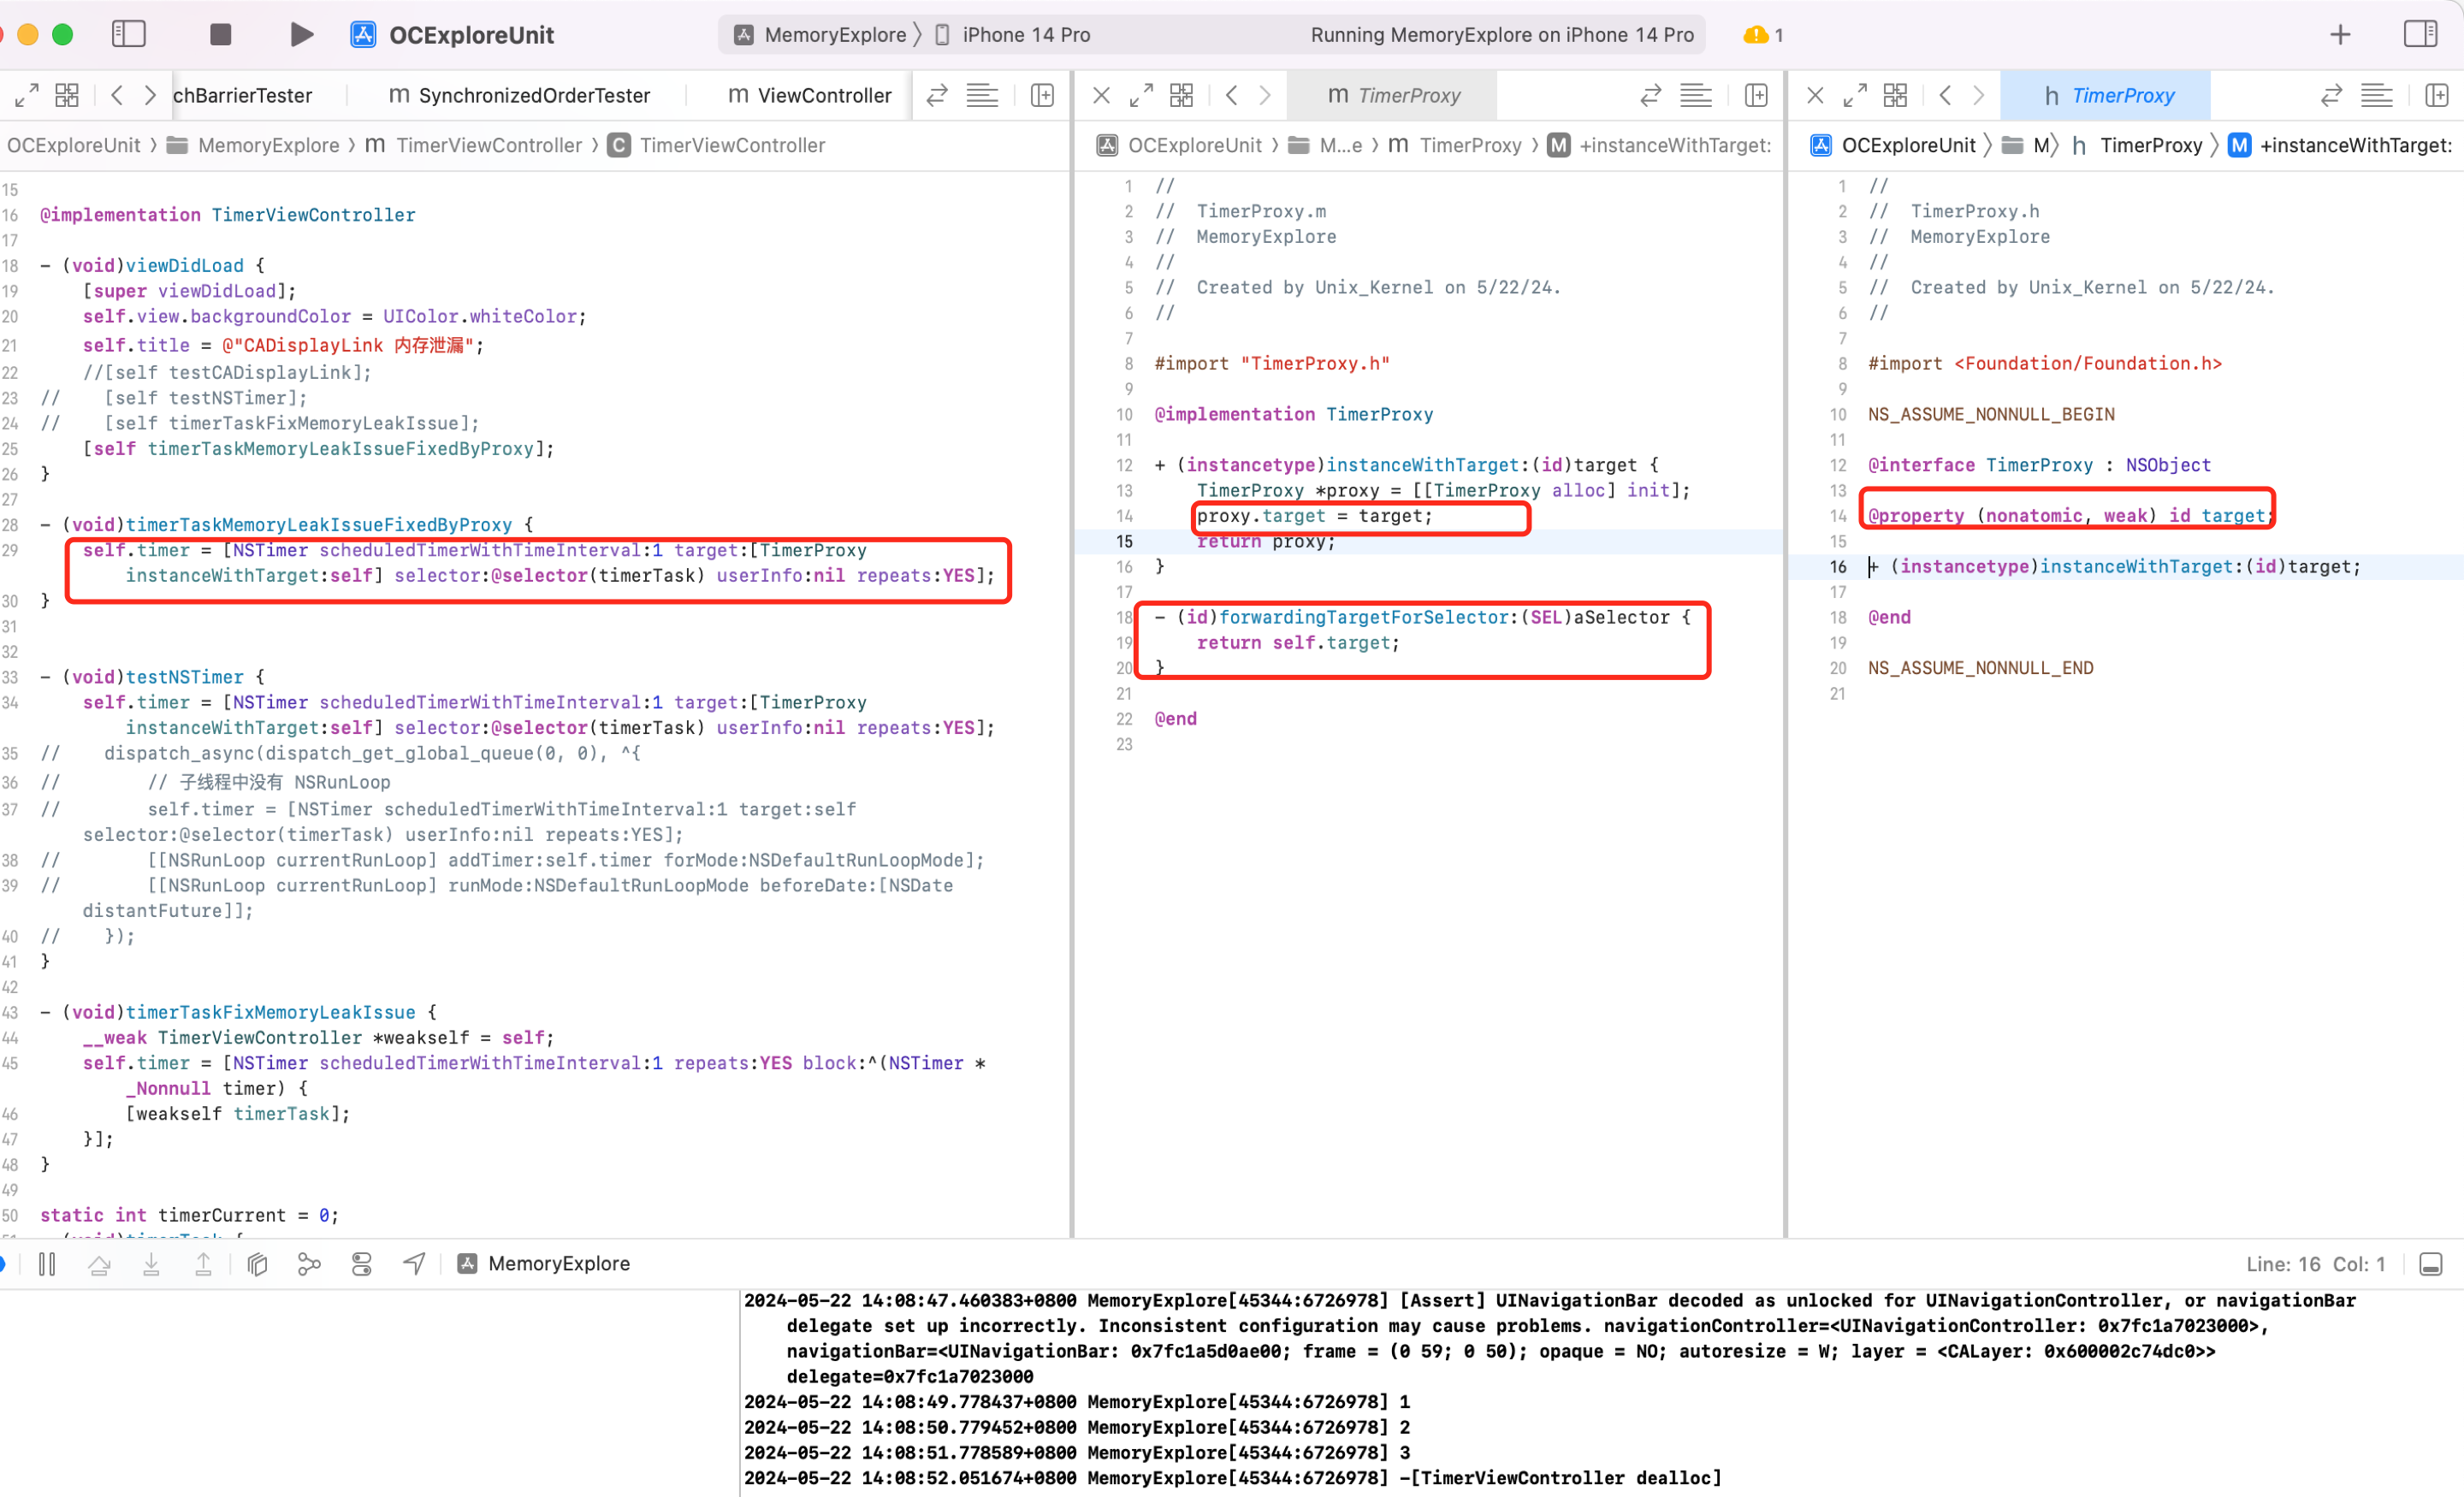 OCExploreUnit
MemoryExplore 〉 iPhone 14 Pro
Running MemoryExplore on iPhone 14 Pro
1
chBarrierTester
m SynchronizedOrderTester
m ViewController
OCExploreUnit 〉 MemoryExplore 〉 m TimerViewController 〉 C TimerViewController
15
16 @implementation TimerViewController
17
18 - (void)viewDidLoad {
19 [super viewDidLoad];
20 self.view.backgroundColor = UIColor.whiteColor;
21 self.title = @"CADisplayLink 内存泄漏";
22 //[self testCADisplayLink];
23 // [self testNSTimer];
24 // [self timerTaskFixMemoryLeakIssue];
25 [self timerTaskMemoryLeakIssueFixedByProxy];
26 }
27
28 - (void)timerTaskMemoryLeakIssueFixedByProxy {
29 self.timer = [NSTimer scheduledTimerWithTimeInterval:1 target:[TimerProxy
instanceWithTarget:self] selector:@selector(timerTask) userInfo:nil repeats:YES];
30 }
31
32
33 - (void)testNSTimer {
34 self.timer = [NSTimer scheduledTimerWithTimeInterval:1 target:[TimerProxy
instanceWithTarget:self] selector:@selector(timerTask) userInfo:nil repeats:YES];
35 // dispatch_async(dispatch_get_global_queue(0, 0), ^{
36 // // 子线程中没有 NSRunLoop
37 // self.timer = [NSTimer scheduledTimerWithTimeInterval:1 target:self
selector:@selector(timerTask) userInfo:nil repeats:YES];
38 // [[NSRunLoop currentRunLoop] addTimer:self.timer forMode:NSDefaultRunLoopMode];
39 // [[NSRunLoop currentRunLoop] runMode:NSDefaultRunLoopMode beforeDate:[NSDate
distantFuture]];
40 // });
41 }
42
43 - (void)timerTaskFixMemoryLeakIssue {
44 __weak TimerViewController *weakself = self;
45 self.timer = [NSTimer scheduledTimerWithTimeInterval:1 repeats:YES block:^(NSTimer *
_Nonnull timer) {
46 [weakself timerTask];
47 }];
48 }
49
50 static int timerCurrent = 0;
m TimerProxy
OCExploreUnit 〉 M...e 〉 m TimerProxy 〉 M +instanceWithTarget:
1 //
2 // TimerProxy.m
3 // MemoryExplore
4 //
5 // Created by Unix_Kernel on 5/22/24.
6 //
7
8 #import "TimerProxy.h"
9
10 @implementation TimerProxy
11
12 + (instancetype)instanceWithTarget:(id)target {
13 TimerProxy *proxy = [[TimerProxy alloc] init];
14 proxy.target = target;
15 return proxy;
16 }
17
18 - (id)forwardingTargetForSelector:(SEL)aSelector {
19 return self.target;
20 }
21
22 @end
23
h TimerProxy
OCExploreUnit 〉 M 〉 h TimerProxy 〉 M +instanceWithTarget:
1 //
2 // TimerProxy.h
3 // MemoryExplore
4 //
5 // Created by Unix_Kernel on 5/22/24.
6 //
7
8 #import <Foundation/Foundation.h>
9
10 NS_ASSUME_NONNULL_BEGIN
11
12 @interface TimerProxy : NSObject
13
14 @property (nonatomic, weak) id target;
15
16 + (instancetype)instanceWithTarget:(id)target;
17
18 @end
19
20 NS_ASSUME_NONNULL_END
21
MemoryExplore
Line: 16 Col: 1
2024-05-22 14:08:47.460383+0800 MemoryExplore[45344:6726978] [Assert] UINavigationBar decoded as unlocked for UINavigationController, or navigationBar
delegate set up incorrectly. Inconsistent configuration may cause problems. navigationController=<UINavigationController: 0x7fc1a7023000>,
navigationBar=<UINavigationBar: 0x7fc1a5d0ae00; frame = (0 59; 0 50); opaque = NO; autoresize = W; layer = <CALayer: 0x600002c74dc0>>
delegate=0x7fc1a7023000
2024-05-22 14:08:49.778437+0800 MemoryExplore[45344:6726978] 1
2024-05-22 14:08:50.779452+0800 MemoryExplore[45344:6726978] 2
2024-05-22 14:08:51.778589+0800 MemoryExplore[45344:6726978] 3
2024-05-22 14:08:52.051674+0800 MemoryExplore[45344:6726978] -[TimerViewController dealloc]